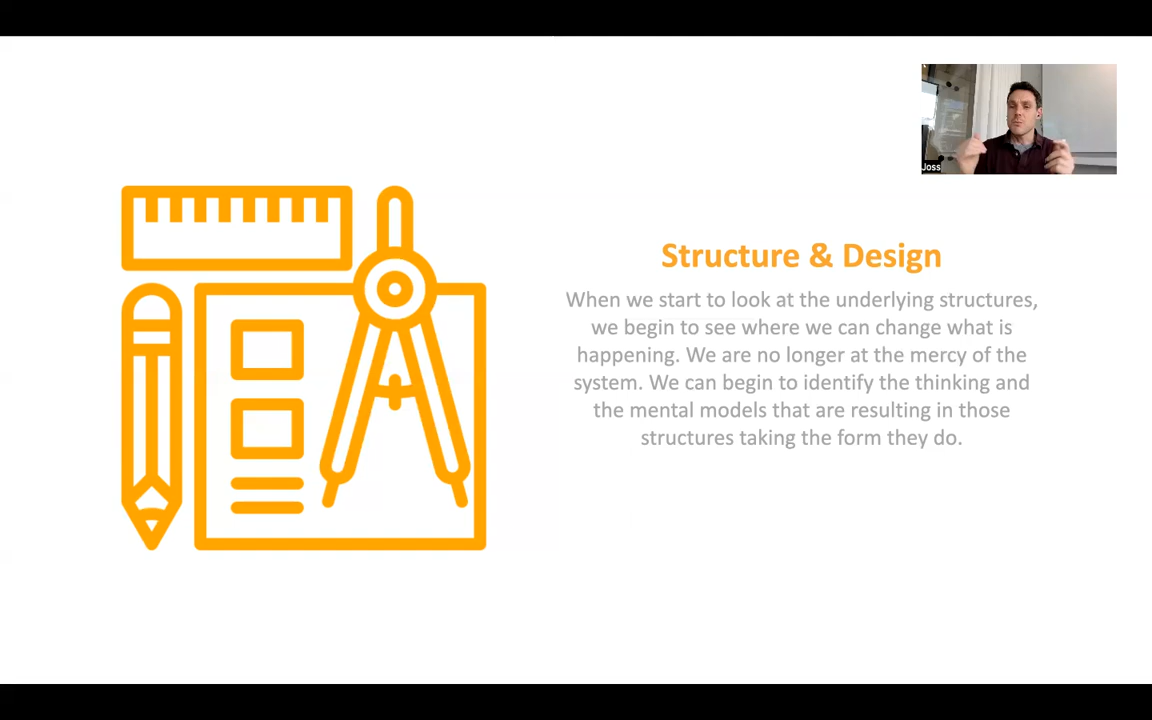 Joss
Structure & Design
When we start to look at the underlying structures,
we begin to see where we can change what is
happening. We are no longer at the mercy of the
system. We can begin to identify the thinking and
the mental models that are resulting in those
structures taking the form they do.